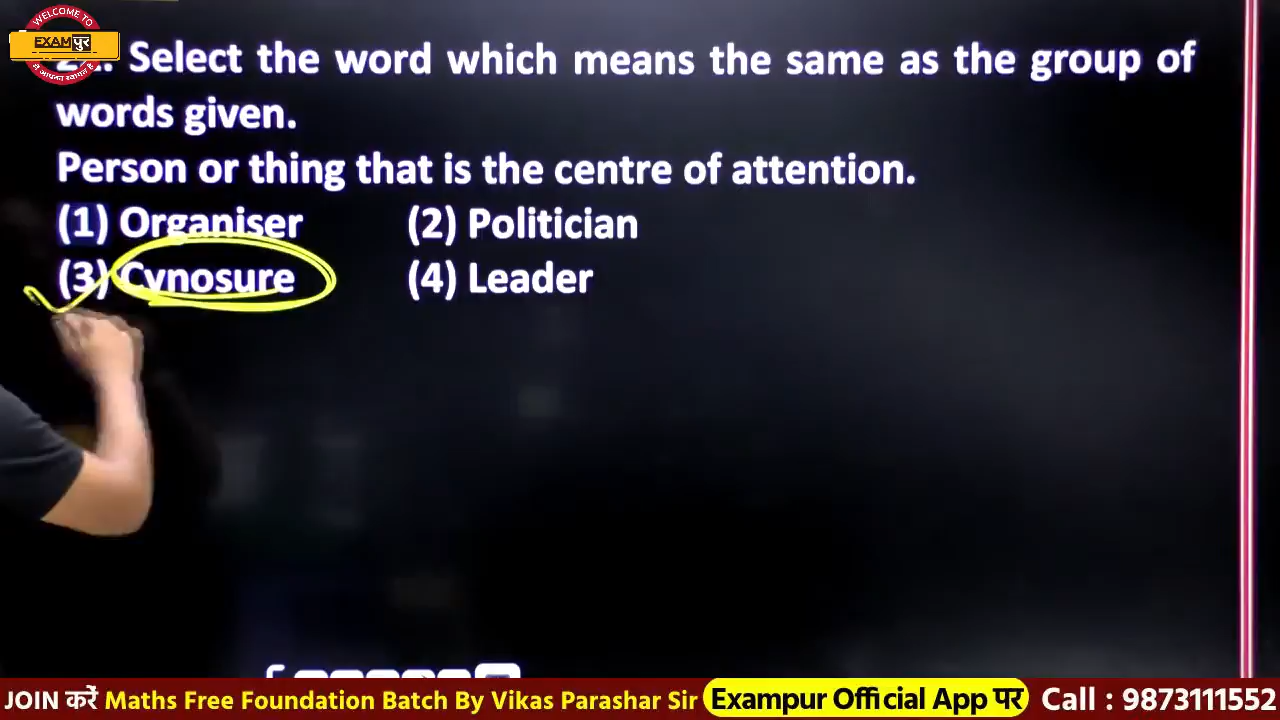 WELCOME TO
EXAMपुर
Select the word which means the same as the group of
words given.
Person or thing that is the centre of attention.
(1) Organiser (2) Politician
(3) Cynosure (4) Leader
JOIN करें Maths Free Foundation Batch By Vikas Parashar Sir Exampur Official App पर Call : 9873111552